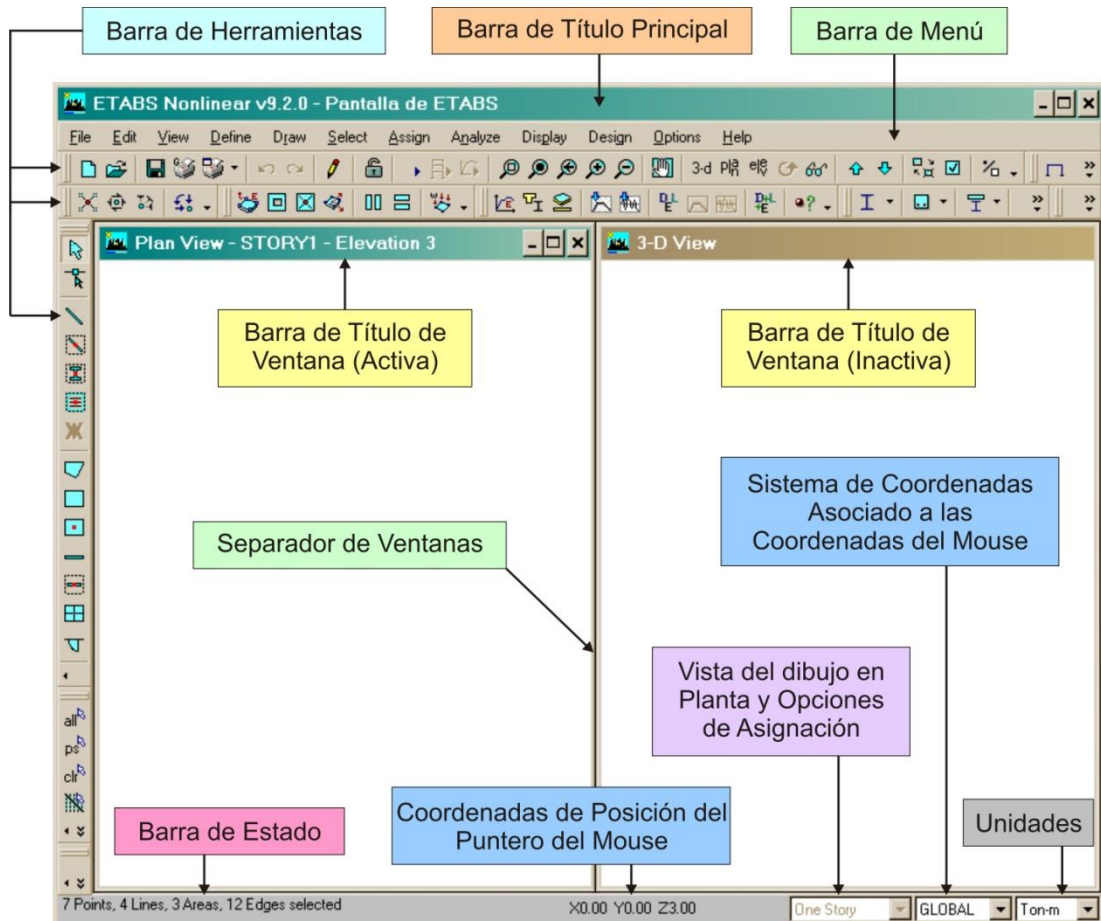 Barra de Herramientas
Barra de Título Principal
Barra de Menú
ETABS Nonlinear v9.2.0 - Pantalla de ETABS
File Edit View Define Draw Select Assign Analyze Display Design Options Help
3-d
Plan View - STORY1 - Elevation 3
3-D View
Barra de Título de
Ventana (Activa)
Barra de Título de
Ventana (Inactiva)
Sistema de Coordenadas
Asociado a las
Coordenadas del Mouse
Separador de Ventanas
Vista del dibujo en
Planta y Opciones
de Asignación
all
ps
clr
Coordenadas de Posición del
Puntero del Mouse
Barra de Estado
Unidades
7 Points, 4 Lines, 3 Areas, 12 Edges selected
X0.00 Y0.00 Z3.00
One Story
GLOBAL
Ton-m